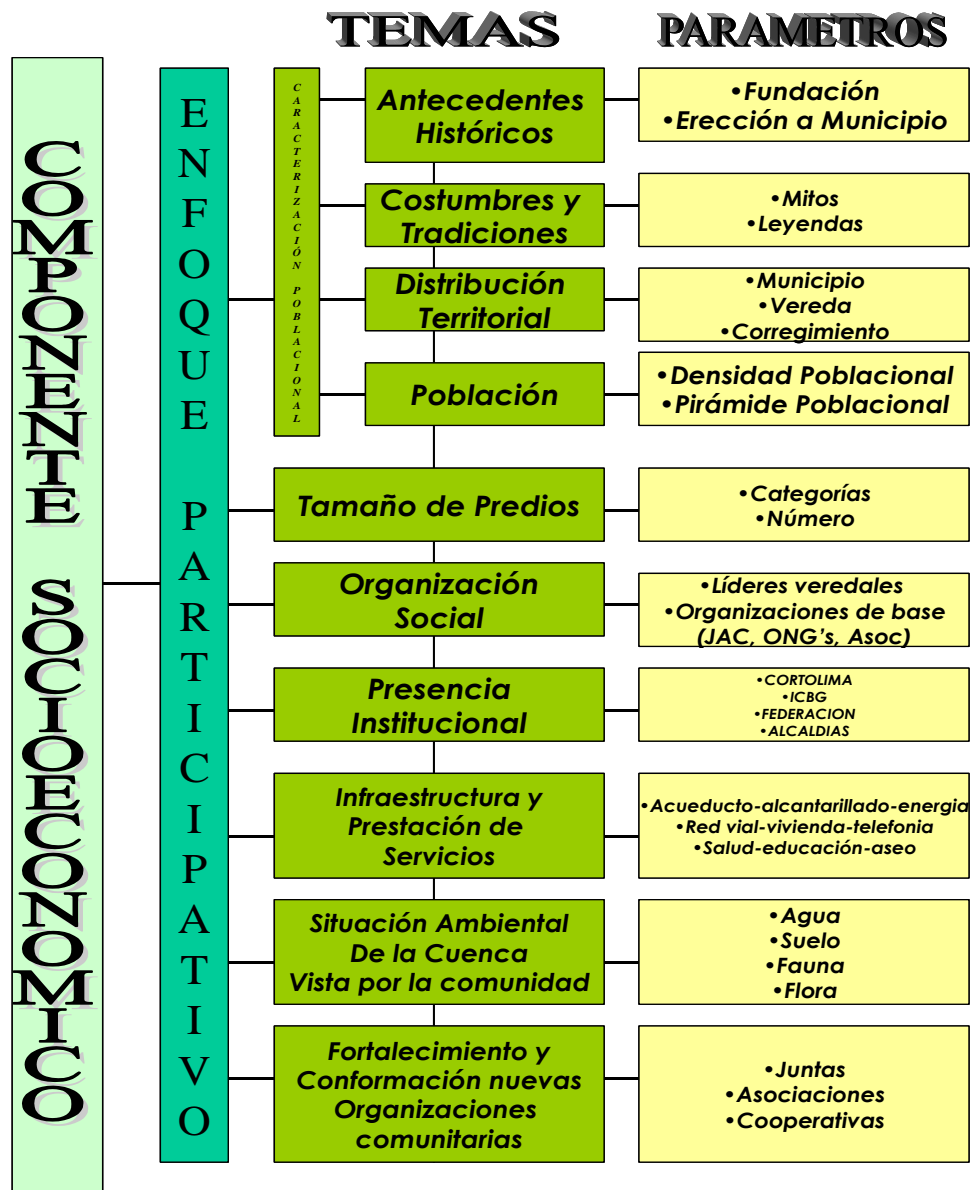 TEMAS
PARAMETROS
COMPONENTE SOCIOECONOMICO
ENFOQUE PARTICIPATIVO
CARACTERIZACIÓN POBLACIONAL
Antecedentes
Históricos
•Fundación
•Erección a Municipio
Costumbres y
Tradiciones
•Mitos
•Leyendas
Distribución
Territorial
•Municipio
•Vereda
•Corregimiento
Población
•Densidad Poblacional
•Pirámide Poblacional
Tamaño de Predios
•Categorías
•Número
Organización
Social
•Líderes veredales
•Organizaciones de base
(JAC, ONG's, Asoc)
Presencia
Institucional
•CORTOLIMA
•ICBG
•FEDERACION
•ALCALDIAS
Infraestructura y
Prestación de
Servicios
•Acueducto-alcantarillado-energia
•Red vial-vivienda-telefonia
•Salud-educación-aseo
Situación Ambiental
De la Cuenca
Vista por la comunidad
•Agua
•Suelo
•Fauna
•Flora
Fortalecimiento y
Conformación nuevas
Organizaciones
comunitarias
•Juntas
•Asociaciones
•Cooperativas